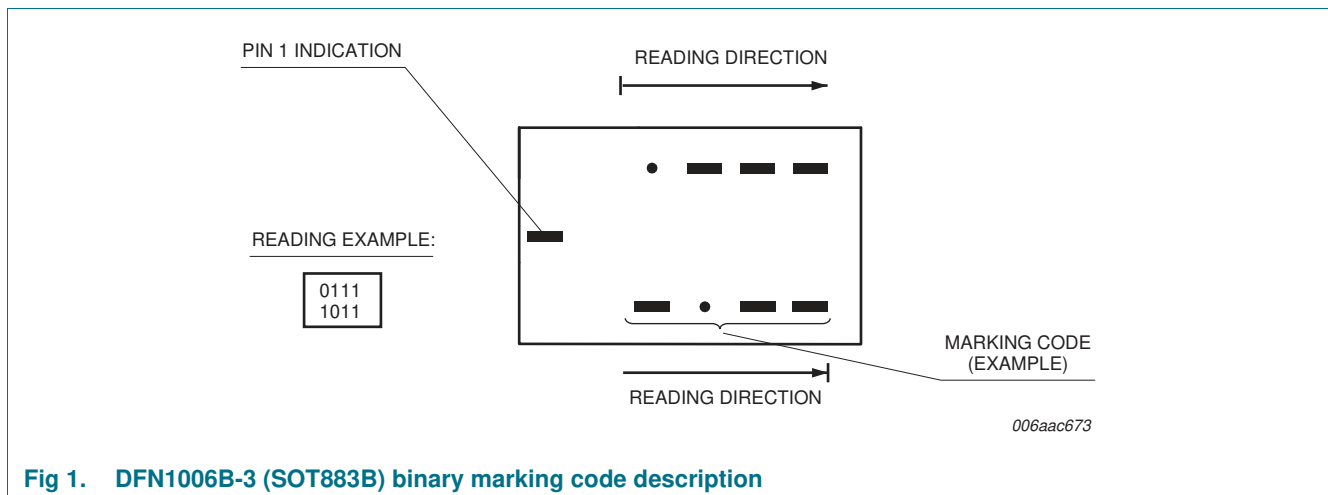 PIN 1 INDICATION
READING DIRECTION
READING EXAMPLE:
0111
1011
MARKING CODE
(EXAMPLE)
READING DIRECTION
006aac673
Fig 1. DFN1006B-3 (SOT883B) binary marking code description